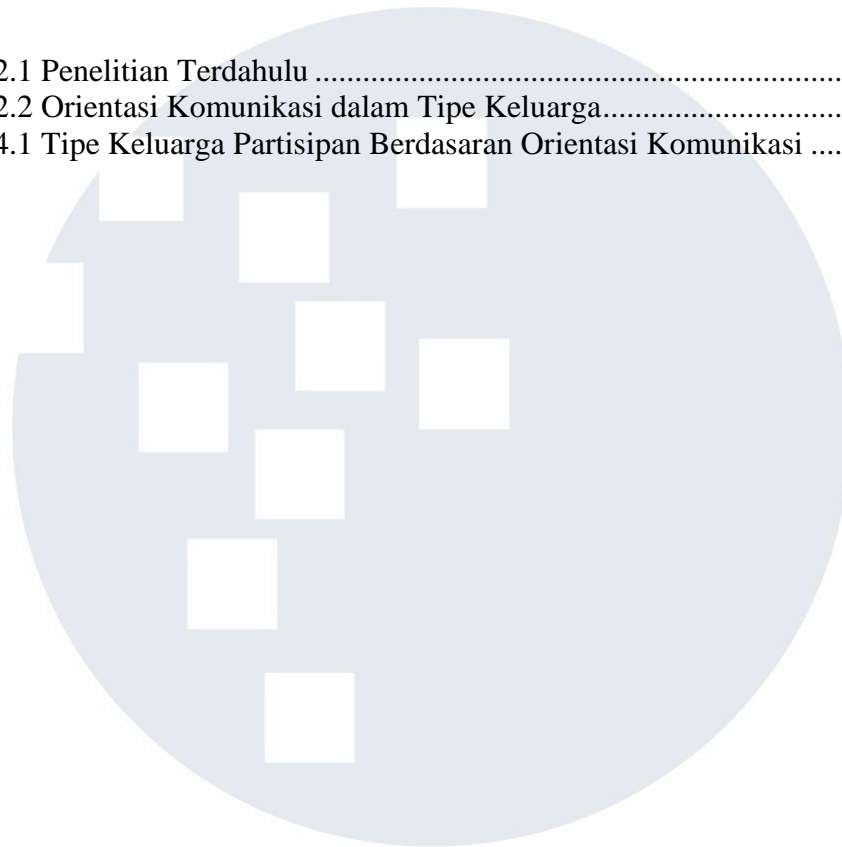 2.1 Penelitian Terdahulu ..................................................................
2.2 Orientasi Komunikasi dalam Tipe Keluarga..............................
4.1 Tipe Keluarga Partisipan Berdasaran Orientasi Komunikasi ....